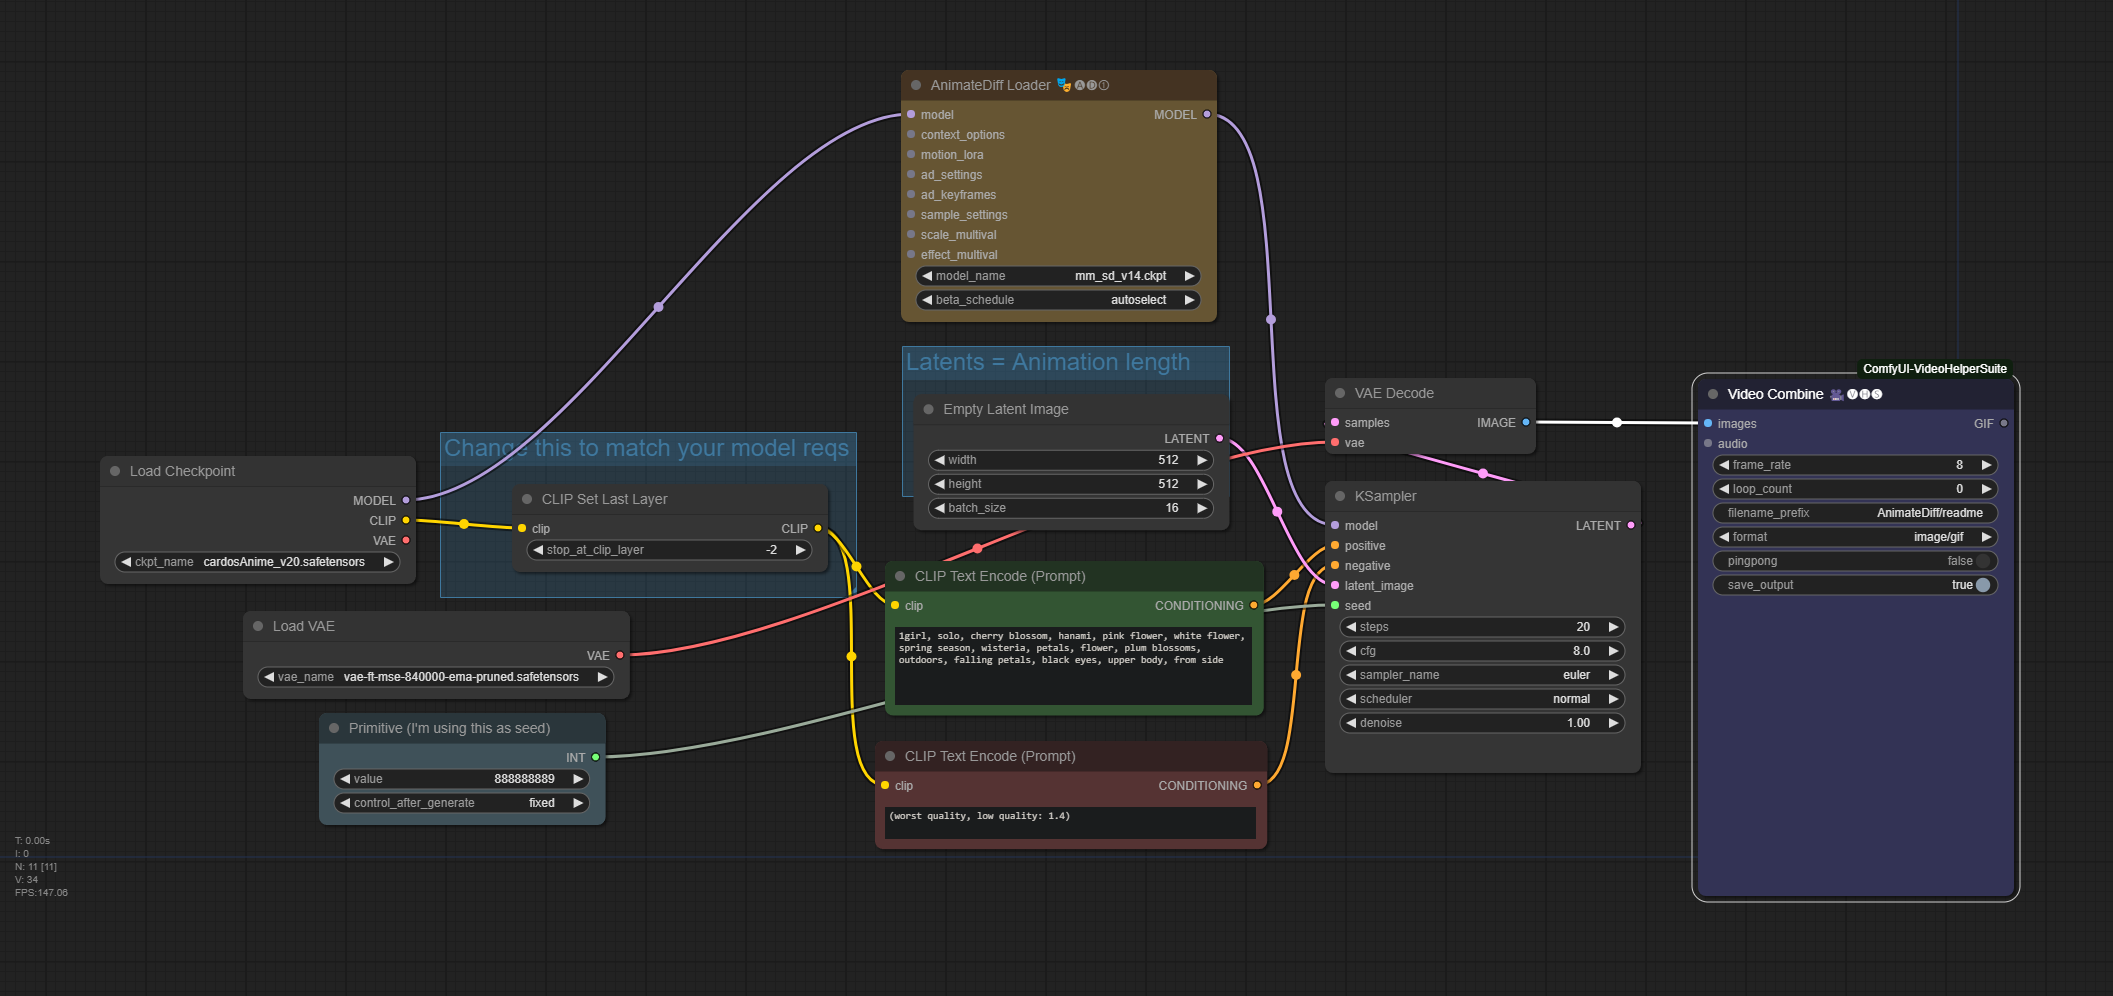 AnimateDiff Loader 🎭🅐🅓①
model MODEL
context_options
motion_lora
ad_settings
ad_keyframes
sample_settings
scale_multival
effect_multival
model_name mm_sd_v14.ckpt
beta_schedule autoselect
Latents = Animation length
Empty Latent Image
LATENT
width 512
height 512
batch_size 16
Change this to match your model reqs
CLIP Set Last Layer
clip CLIP
stop_at_clip_layer -2
Load Checkpoint
MODEL
CLIP
VAE
ckpt_name cardosAnime_v20.safetensors
Load VAE
VAE
vae_name vae-ft-mse-840000-ema-pruned.safetensors
Primitive (I'm using this as seed)
INT
value 888888889
control_after_generate fixed
CLIP Text Encode (Prompt)
clip CONDITIONING
1girl, solo, cherry blossom, hanami, pink flower, white flower,
spring season, wisteria, petals, flower, plum blossoms,
outdoors, falling petals, black eyes, upper body, from side
CLIP Text Encode (Prompt)
clip CONDITIONING
(worst quality, low quality: 1.4)
VAE Decode
samples IMAGE
vae
KSampler
model LATENT
positive
negative
latent_image
seed
steps 20
cfg 8.0
sampler_name euler
scheduler normal
denoise 1.00
ComfyUI-VideoHelperSuite
Video Combine 🎥🅥🅗🅢
images GIF
audio
frame_rate 8
loop_count 0
filename_prefix AnimateDiff/readme
format image/gif
pingpong false
save_output true
T: 0.00s
I: 0
N: 11 [11]
V: 34
FPS:147.06